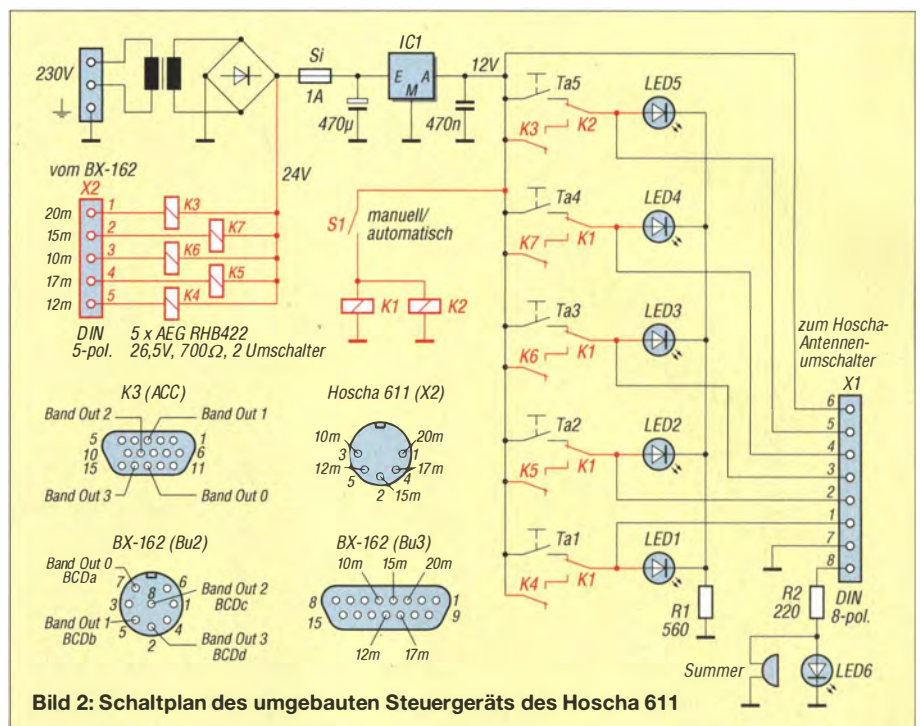 230V
Si
1A
470µ
IC1
E
A
M
12V
470n
vom BX-162
X2
20m
15m
10m
17m
12m
1
2
3
4
5
K3
K7
K6
K5
K4
24V
DIN
5-pol.
5 x AEG RHB422
26,5V, 700Ω, 2 Umschalter
S1
manuell/
automatisch
K1
K2
Ta5
K3
K2
LED5
Ta4
K7
K1
LED4
Ta3
K6
K1
LED3
Ta2
K5
K1
LED2
Ta1
K4
K1
LED1
R1
560
zum Hoscha-
Antennen-
umschalter
X1
6
5
4
3
2
1
7
8
DIN
8-pol.
R2
220
Summer
LED6
K3 (ACC)
Band Out 2
Band Out 1
5
10
15
1
6
11
Band Out 3
Band Out 0
Hoscha 611 (X2)
10m
20m
3
1
12m
17m
5
4
2
15m
BX-162 (Bu2)
Band Out 0
BCDa
7
6
8
Band Out 2
BCDc
3
1
Band Out 1
BCDb
5
4
2
Band Out 3
BCDd
BX-162 (Bu3)
10m
15m
20m
8
1
15
9
12m
17m
Bild 2: Schaltplan des umgebauten Steuergeräts des Hoscha 611